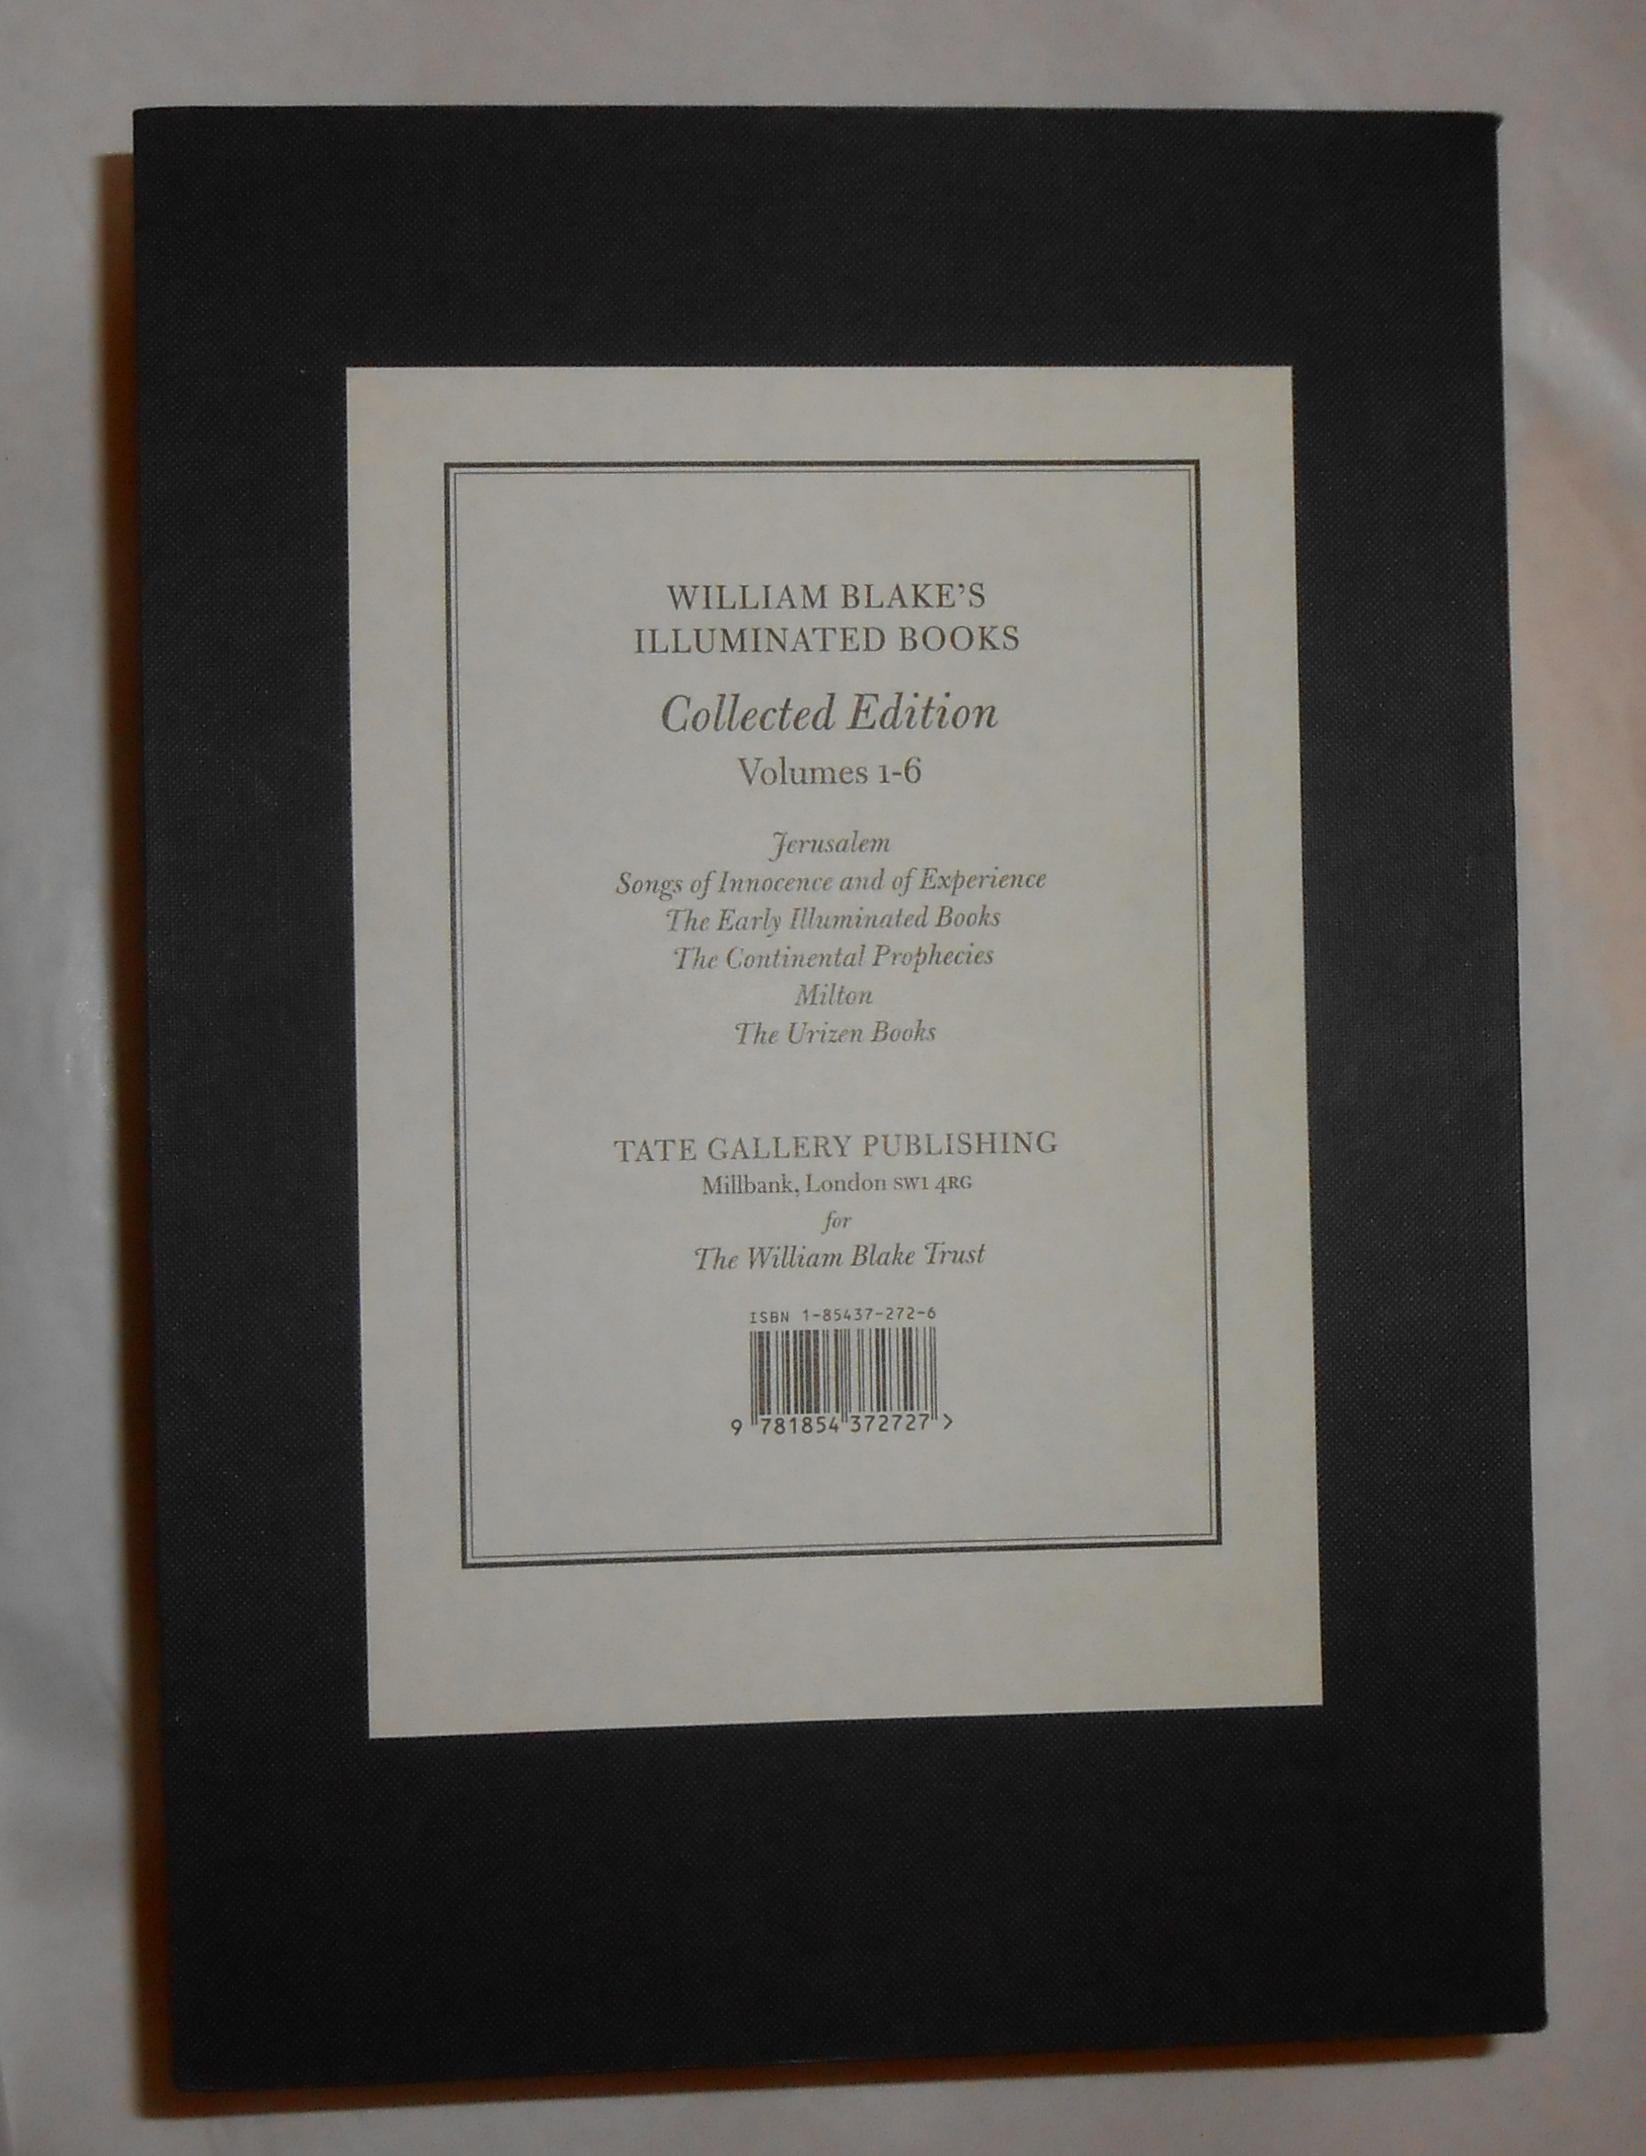 WILLIAM BLAKE'S
ILLUMINATED BOOKS
Collected Edition
Volumes 1-6
Jerusalem
Songs of Innocence and of Experience
The Early Illuminated Books
The Continental Prophecies
Milton
The Urizen Books
TATE GALLERY PUBLISHING
Millbank, London SW1 4RG
for
The William Blake Trust
ISBN 1-85437-272-6
9 781854 372727 >